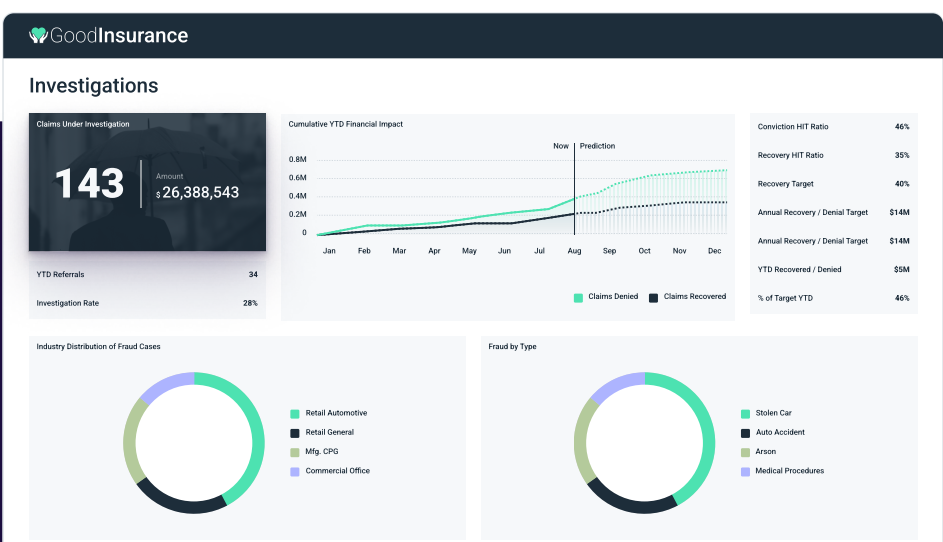 GoodInsurance
Investigations
Claims Under Investigation
143
Amount
$ 26,388,543
YTD Referrals 34
Investigation Rate 28%
Cumulative YTD Financial Impact
Now Prediction
0.8M
0.6M
0.4M
0.2M
0
Jan Feb Mar Apr May Jun Jul Aug Sep Oct Nov Dec
Claims Denied Claims Recovered
Conviction HIT Ratio 46%
Recovery HIT Ratio 35%
Recovery Target 40%
Annual Recovery / Denial Target $14M
Annual Recovery / Denial Target $14M
YTD Recovered / Denied $5M
% of Target YTD 46%
Industry Distribution of Fraud Cases
Retail Automotive
Retail General
Mfg. CPG
Commercial Office
Fraud by Type
Stolen Car
Auto Accident
Arson
Medical Procedures